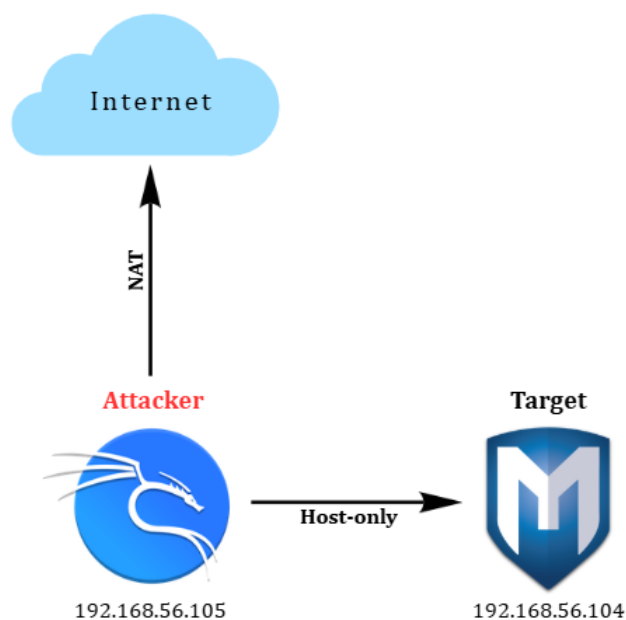 Internet
NAT
Attacker
Target
Host-only
192.168.56.105
192.168.56.104